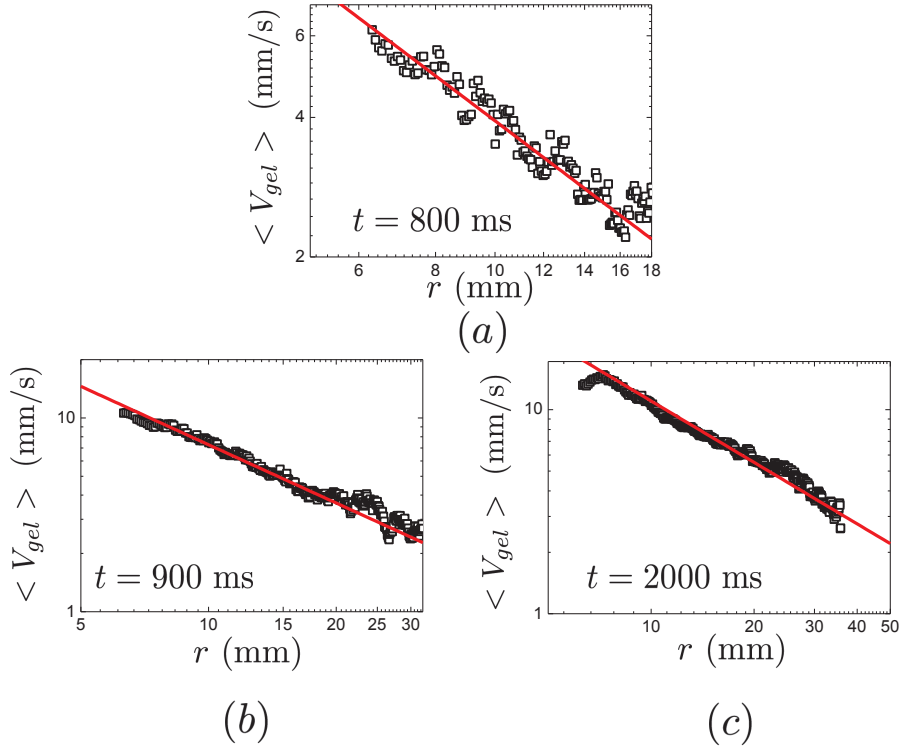 < V_gel > (mm/s)
6
4
2
t = 800 ms
6 8 10 12 14 16 18
r (mm)
(a)
< V_gel > (mm/s)
10
1
t = 900 ms
5 10 15 20 25 30
r (mm)
(b)
< V_gel > (mm/s)
10
1
t = 2000 ms
10 20 30 40 50
r (mm)
(c)